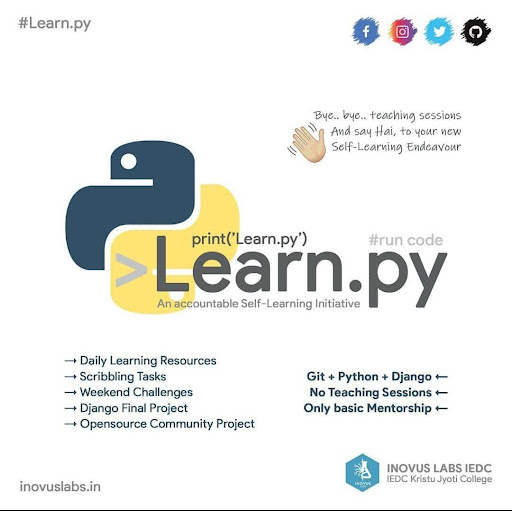 #Learn.py
Bye.. bye.. teaching sessions
And say Hai, to your new
Self-Learning Endeavour
print('Learn.py')
#run code
>Learn.py
An accountable Self-Learning Initiative
→ Daily Learning Resources
→ Scribbling Tasks
→ Weekend Challenges
→ Django Final Project
→ Opensource Community Project
Git + Python + Django ←
No Teaching Sessions ←
Only basic Mentorship ←
INOVUS
INOVUS LABS IEDC
IEDC Kristu Jyoti College
inovuslabs.in